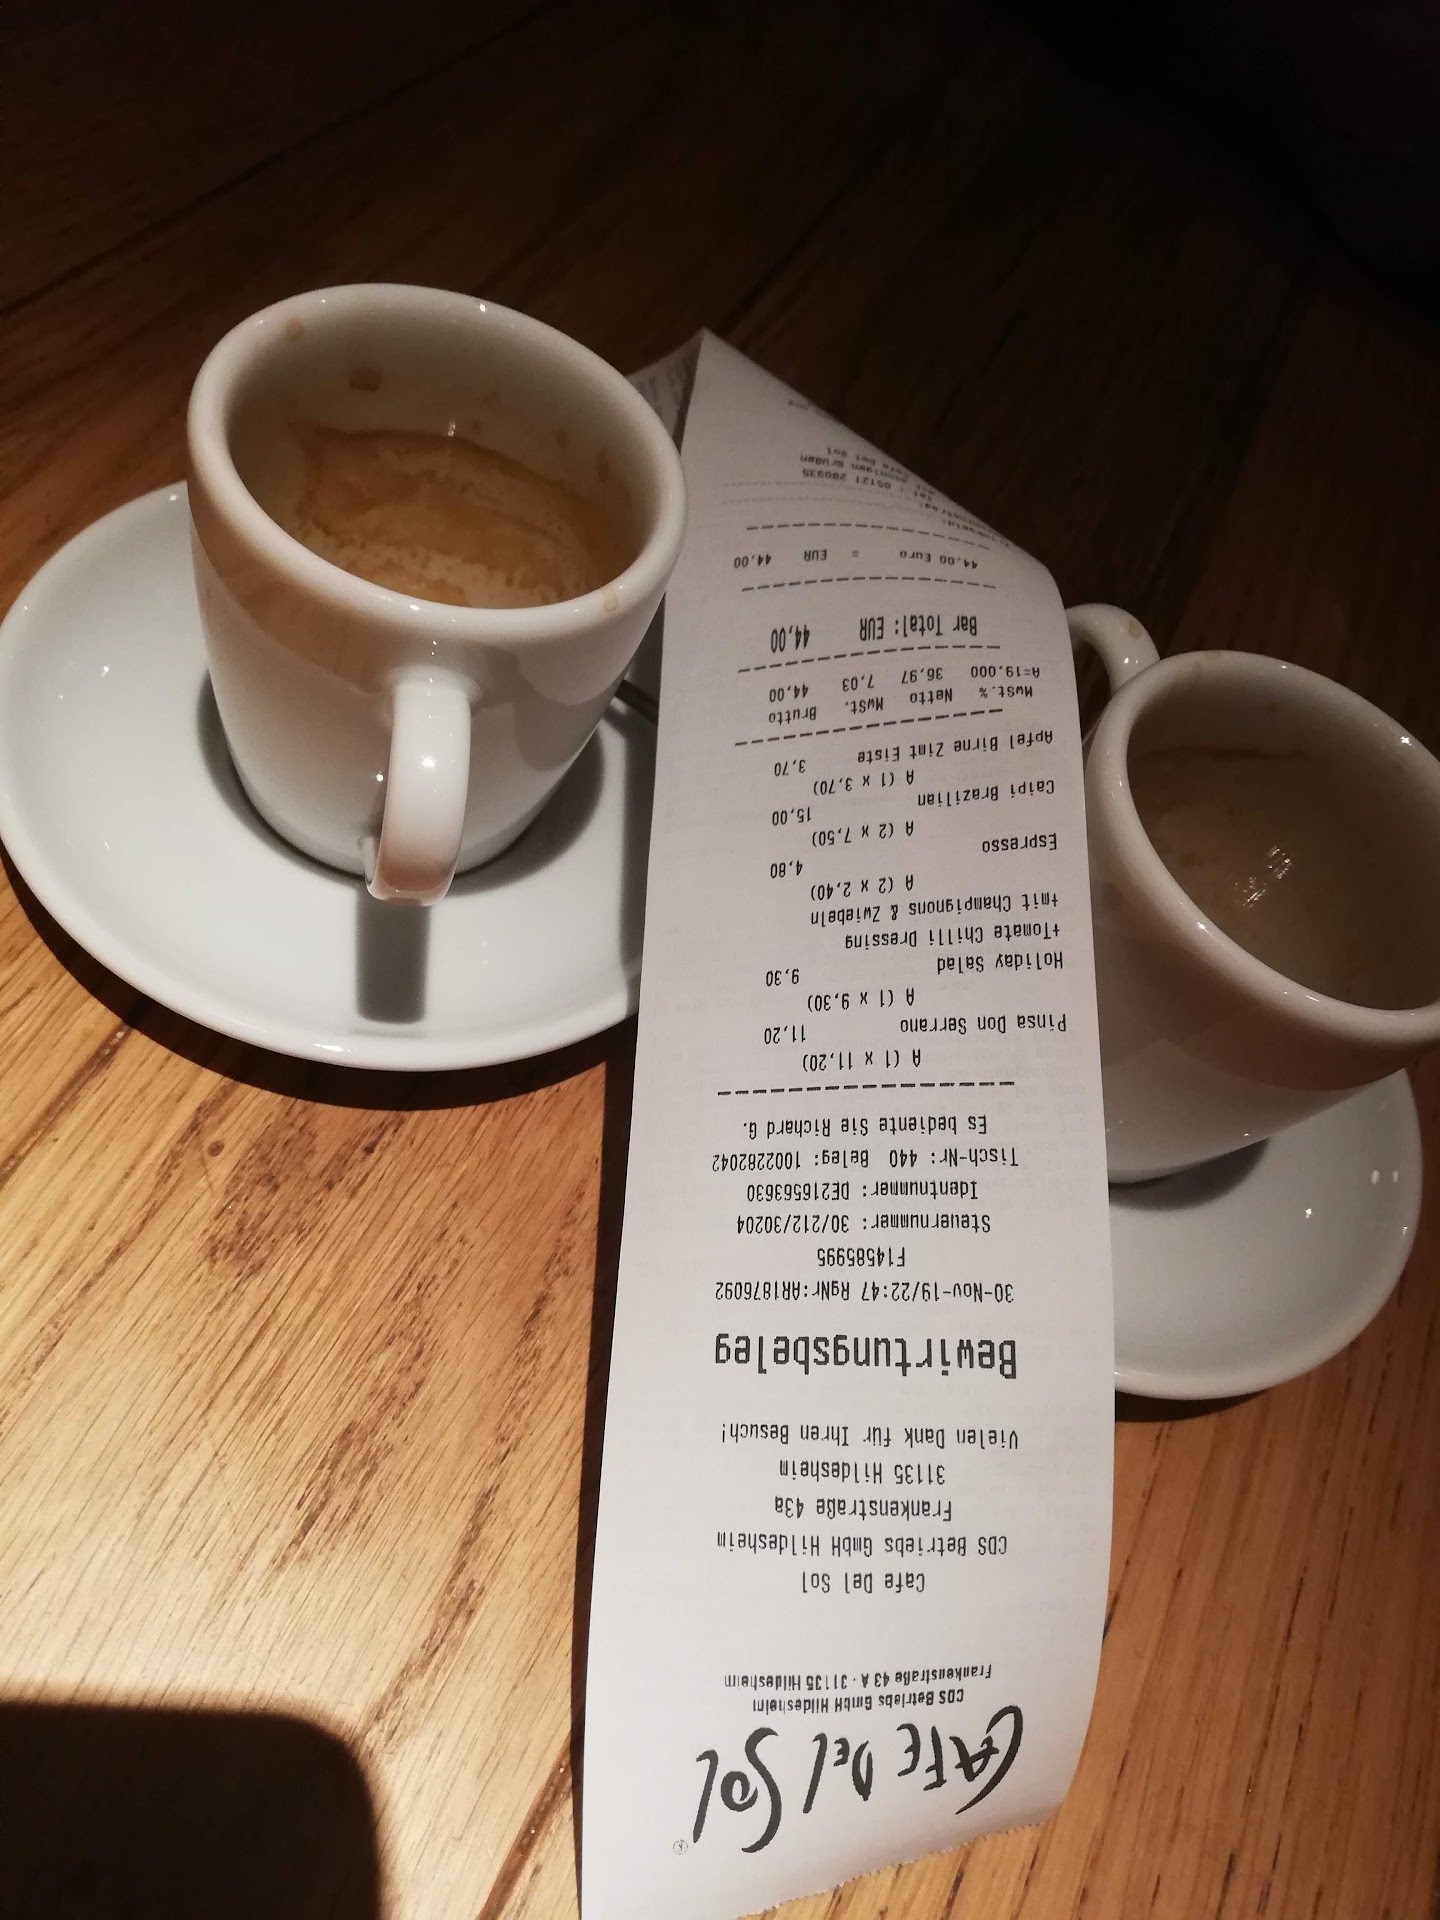 CAFE DEL SOL
CDS Betriebs GmbH Hildesheim
Frankenstraße 43 A · 31135 Hildesheim
Cafe Del Sol
CDS Betriebs GmbH Hildesheim
Frankenstraße 43a
31135 Hildesheim
Vielen Dank für Ihren Besuch!
Bewirtungsbeleg
30-Nov-19/22:47 RgNr:AR1876092
F14585995
Steuernummer: 30/212/30204
Identnummer: DE216563630
Tisch-Nr: 440 Beleg: 1002282042
Es bediente Sie Richard G.
A (1 x 11,20)
Pinsa Don Serrano 11,20
A (1 x 9,30)
Holiday Salad 9,30
+Tomate Chilli Dressing
+mit Champignons & Zwiebeln
A (2 x 2,40)
Espresso 4,80
A (2 x 7,50)
Caipi Brazilian 15,00
A (1 x 3,70)
Apfel Birne Zimt Eiste 3,70
MwSt.% Netto MwSt. Brutto
A=19,000 36,97 7,03 44,00
Bar Total: EUR 44,00
44,00 Euro = EUR 44,00
Tel.: 05121 280935
Grüßen
Del Sol